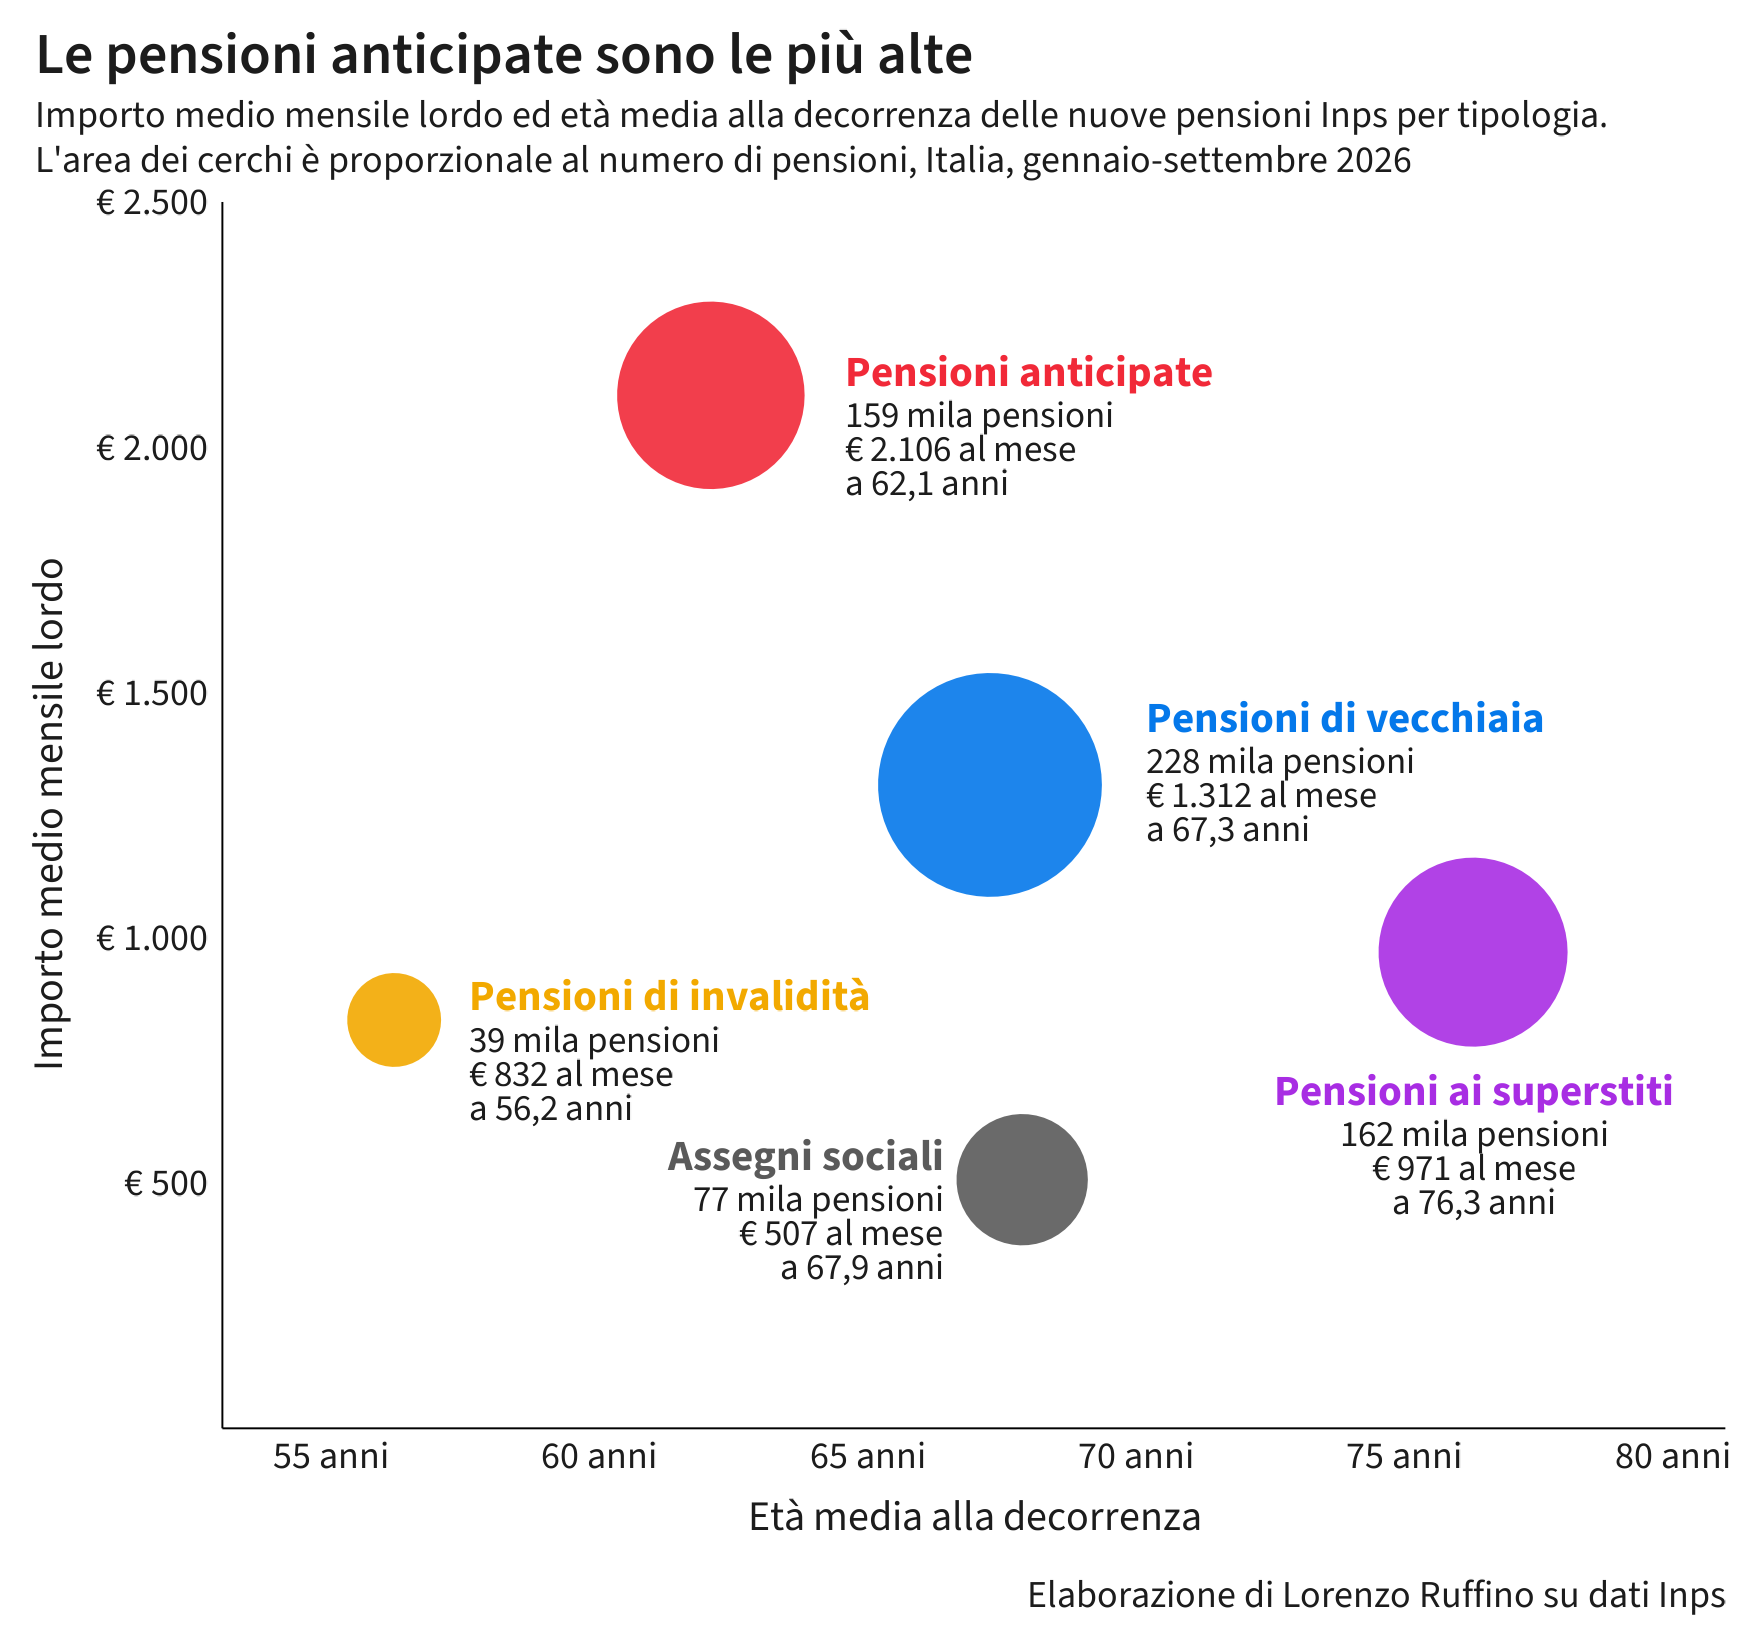 Le pensioni anticipate sono le più alte
Importo medio mensile lordo ed età media alla decorrenza delle nuove pensioni Inps per tipologia.
L'area dei cerchi è proporzionale al numero di pensioni, Italia, gennaio-settembre 2026
€ 2.500
€ 2.000
€ 1.500
€ 1.000
€ 500
Importo medio mensile lordo
Pensioni anticipate
159 mila pensioni
€ 2.106 al mese
a 62,1 anni
Pensioni di vecchiaia
228 mila pensioni
€ 1.312 al mese
a 67,3 anni
Pensioni di invalidità
39 mila pensioni
€ 832 al mese
a 56,2 anni
Pensioni ai superstiti
162 mila pensioni
€ 971 al mese
a 76,3 anni
Assegni sociali
77 mila pensioni
€ 507 al mese
a 67,9 anni
55 anni
60 anni
65 anni
70 anni
75 anni
80 anni
Età media alla decorrenza
Elaborazione di Lorenzo Ruffino su dati Inps